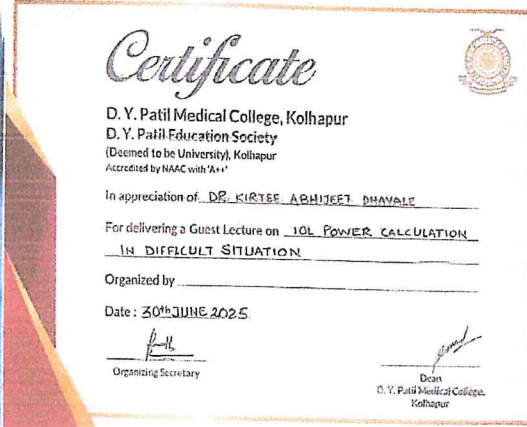 Certificate
D. Y. Patil Medical College, Kolhapur
D. Y. Patil Education Society
(Deemed to be University), Kolhapur
Accredited by NAAC with 'A++'
In appreciation of DR. KIRTEE ABHIJEET DHAVALE
For delivering a Guest Lecture on IOL POWER CALCULATION
IN DIFFICULT SITUATION
Organized by
Date : 30th JUNE 2025
Organizing Secretary
Dean
D. Y. Patil Medical College,
Kolhapur